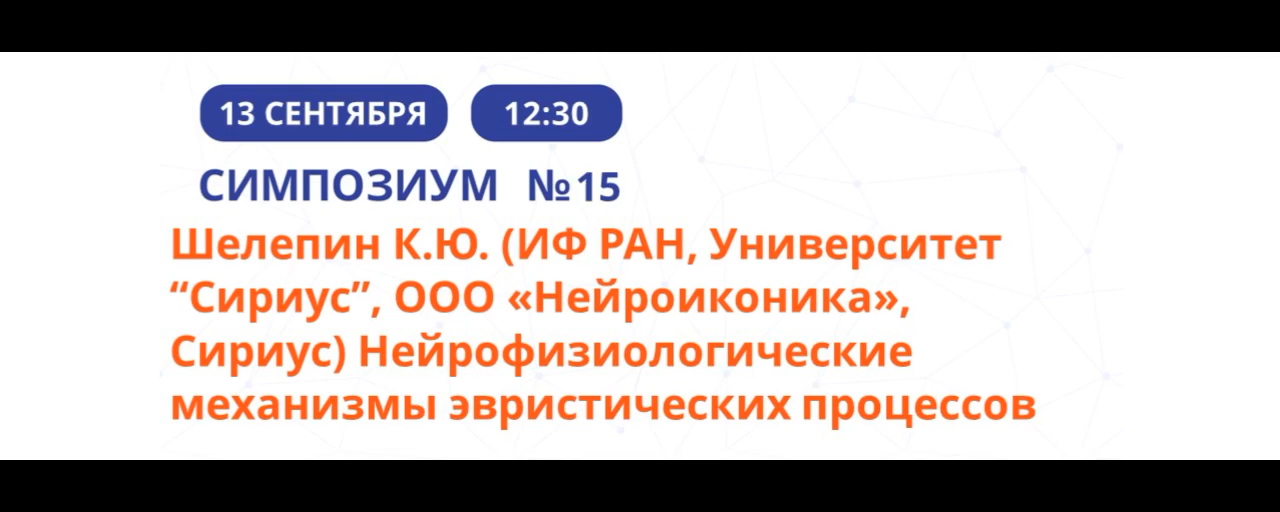 13 СЕНТЯБРЯ 12:30
СИМПОЗИУМ №15
Шелепин К.Ю. (ИФ РАН, Университет
“Сириус”, ООО «Нейроиконика»,
Сириус) Нейрофизиологические
механизмы эвристических процессов